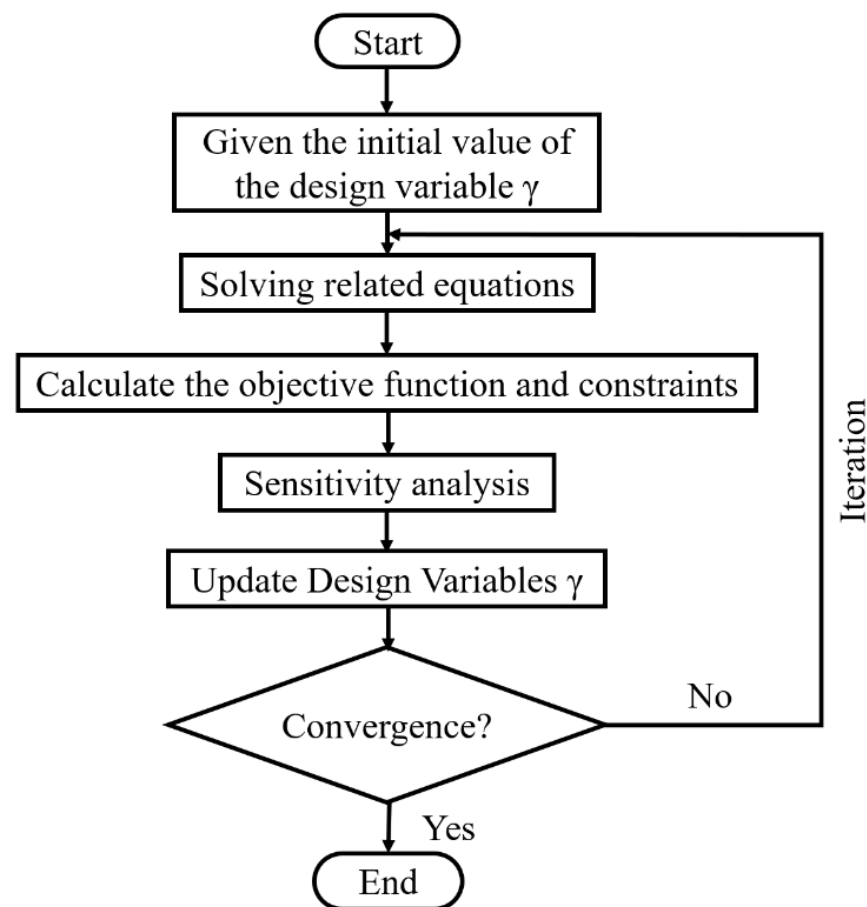 Start
Given the initial value of
the design variable γ
Solving related equations
Calculate the objective function and constraints
Sensitivity analysis
Update Design Variables γ
Convergence?
No
Iteration
Yes
End